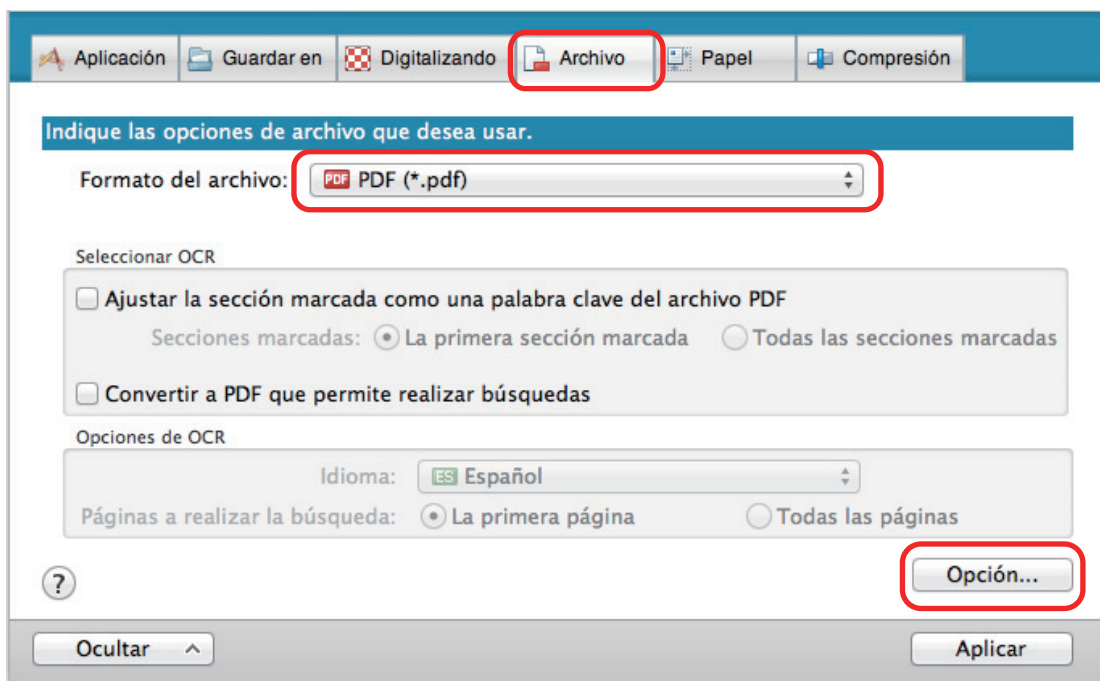 Aplicación Guardar en Digitalizando Archivo Papel Compresión
Indique las opciones de archivo que desea usar.
Formato del archivo: PDF PDF (*.pdf)
Seleccionar OCR
Ajustar la sección marcada como una palabra clave del archivo PDF
Secciones marcadas: La primera sección marcada Todas las secciones marcadas
Convertir a PDF que permite realizar búsquedas
Opciones de OCR
Idioma: ES Español
Páginas a realizar la búsqueda: La primera página Todas las páginas
? Opción...
Ocultar Aplicar